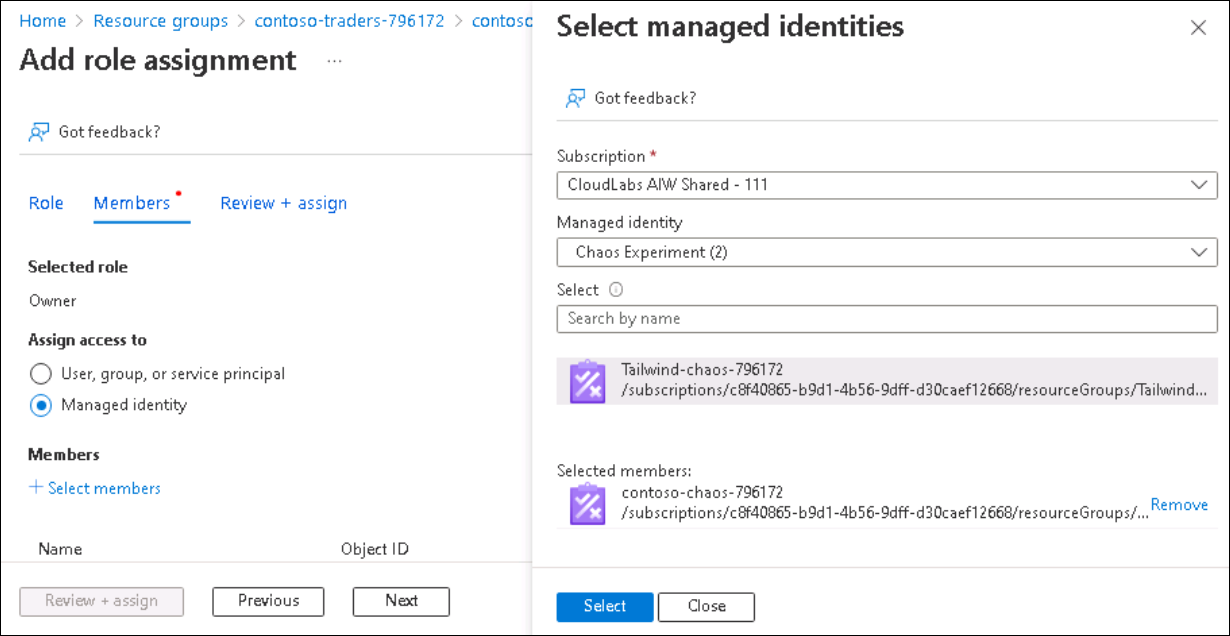 Home > Resource groups > contoso-traders-796172 > contoso
Add role assignment ...
Got feedback?
Role Members Review + assign
Selected role
Owner
Assign access to
User, group, or service principal
Managed identity
Members
+ Select members
Name Object ID
Review + assign Previous Next
Select managed identities
Got feedback?
Subscription *
CloudLabs AIW Shared - 111
Managed identity
Chaos Experiment (2)
Select
Search by name
Tailwind-chaos-796172
/subscriptions/c8f40865-b9d1-4b56-9dff-d30caef12668/resourceGroups/Tailwind...
Selected members:
contoso-chaos-796172
/subscriptions/c8f40865-b9d1-4b56-9dff-d30caef12668/resourceGroups/...
Remove
Select Close